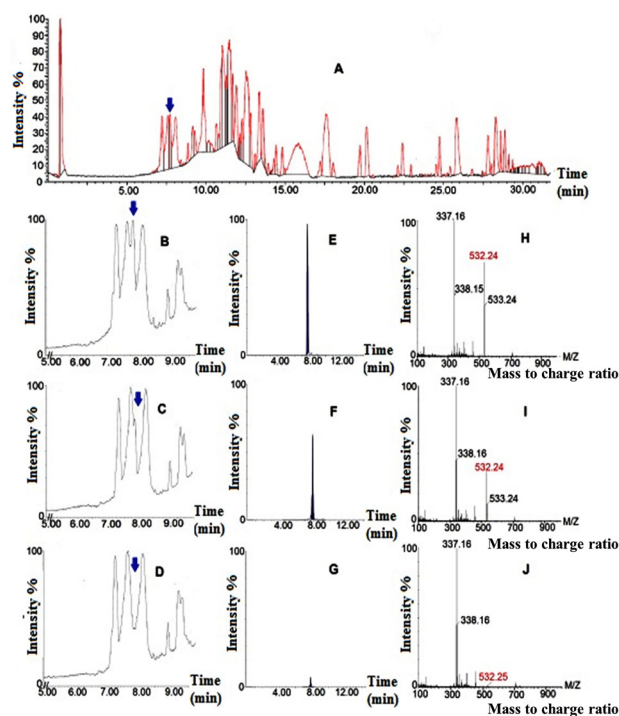 100
90
80
70
60
50
40
30
20
10
0
Intensity %
A
5.00 10.00 15.00 20.00 25.00 30.00
Time
(min)
100
0
Intensity %
B
5.00 6.00 7.00 8.00 9.00
Time
(min)
100
0
Intensity %
E
4.00 8.00 12.00
Time
(min)
100
0
Intensity %
337.16
H
532.24
338.15
533.24
100 300 500 700 900 M/Z
Mass to charge ratio
100
0
Intensity %
C
5.00 6.00 7.00 8.00 9.00
Time
(min)
100
0
Intensity %
F
4.00 8.00 12.00
Time
(min)
100
0
Intensity %
337.16
I
338.16
532.24
533.24
100 300 500 700 900 M/Z
Mass to charge ratio
100
0
Intensity %
D
5.00 6.00 7.00 8.00 9.00
Time
(min)
100
0
Intensity %
G
4.00 8.00 12.00
Time
(min)
100
0
Intensity %
337.16
J
338.16
532.25
100 300 500 700 900 M/Z
Mass to charge ratio